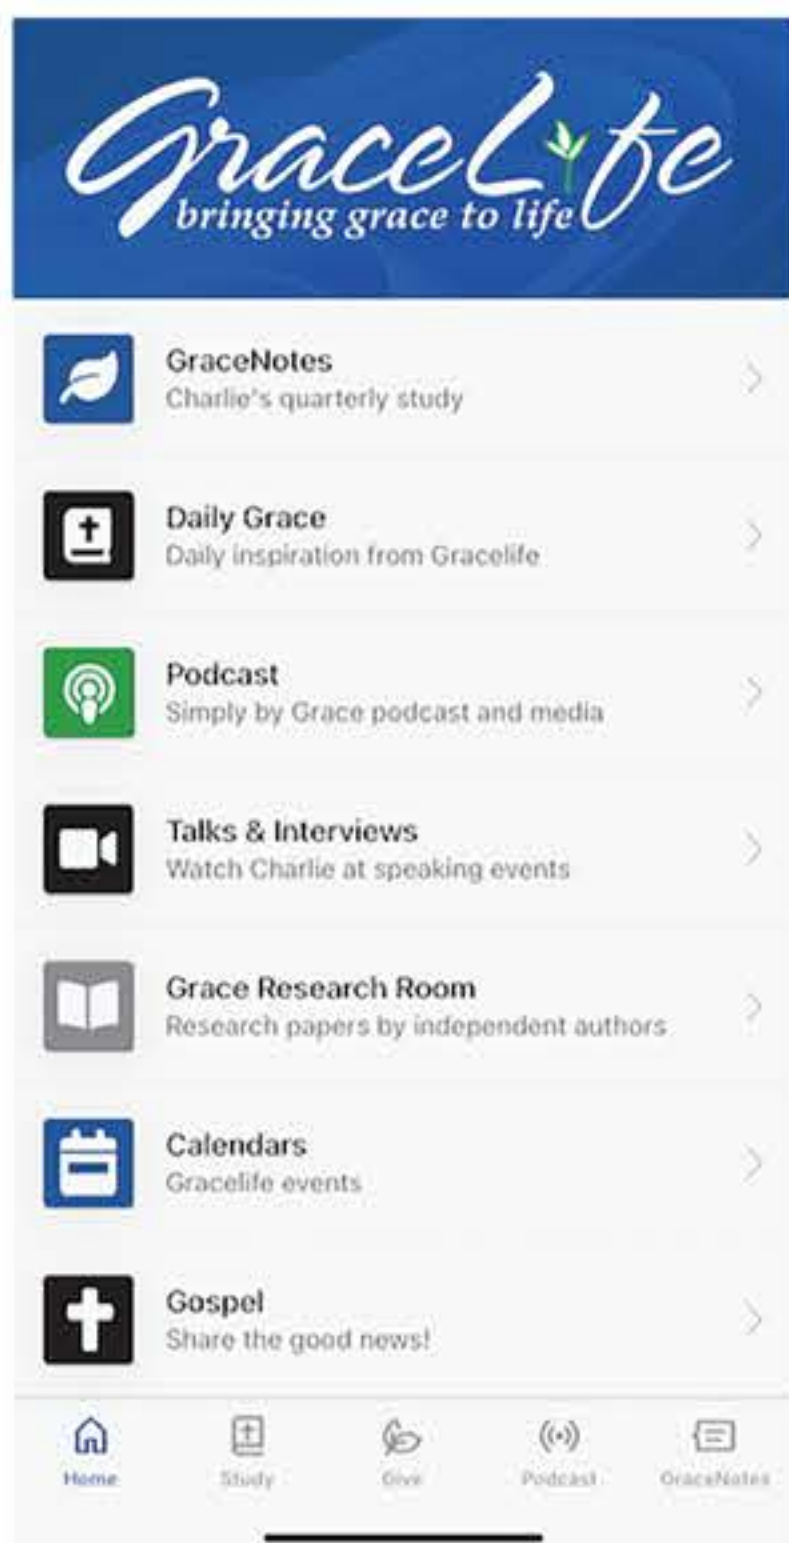 GraceLife
bringing grace to life
GraceNotes
Charlie's quarterly study
Daily Grace
Daily inspiration from Gracelife
Podcast
Simply by Grace podcast and media
Talks & Interviews
Watch Charlie at speaking events
Grace Research Room
Research papers by independent authors
Calendars
Gracelife events
Gospel
Share the good news!
Home Study Give Podcast GraceNotes